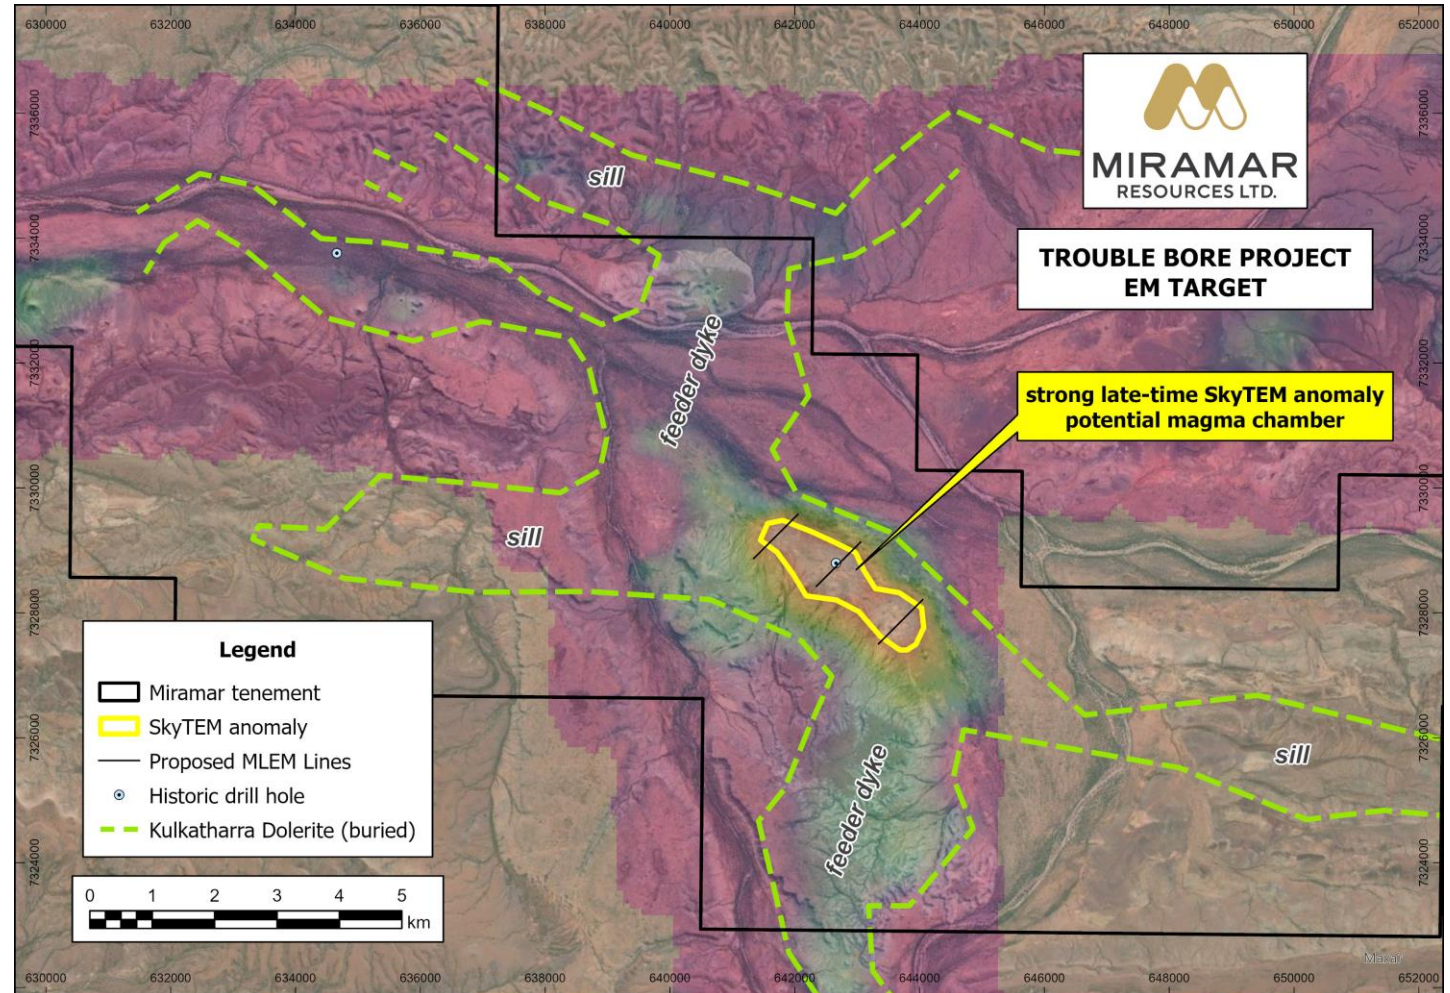 630000 632000 634000 636000 638000 640000 642000 644000 646000 648000 650000 652000
7336000
7336000
MIRAMAR
RESOURCES LTD.
sill
7334000
7334000
TROUBLE BORE PROJECT
EM TARGET
feeder dyke
7332000
7332000
strong late-time SkyTEM anomaly
potential magma chamber
7330000
7330000
sill
7328000
7328000
Legend
Miramar tenement
SkyTEM anomaly
Proposed MLEM Lines
Historic drill hole
Kulkatharra Dolerite (buried)
7326000
7326000
sill
feeder dyke
7324000
7324000
0 1 2 3 4 5
km
630000 632000 634000 636000 638000 640000 642000 644000 646000 648000 650000 652000